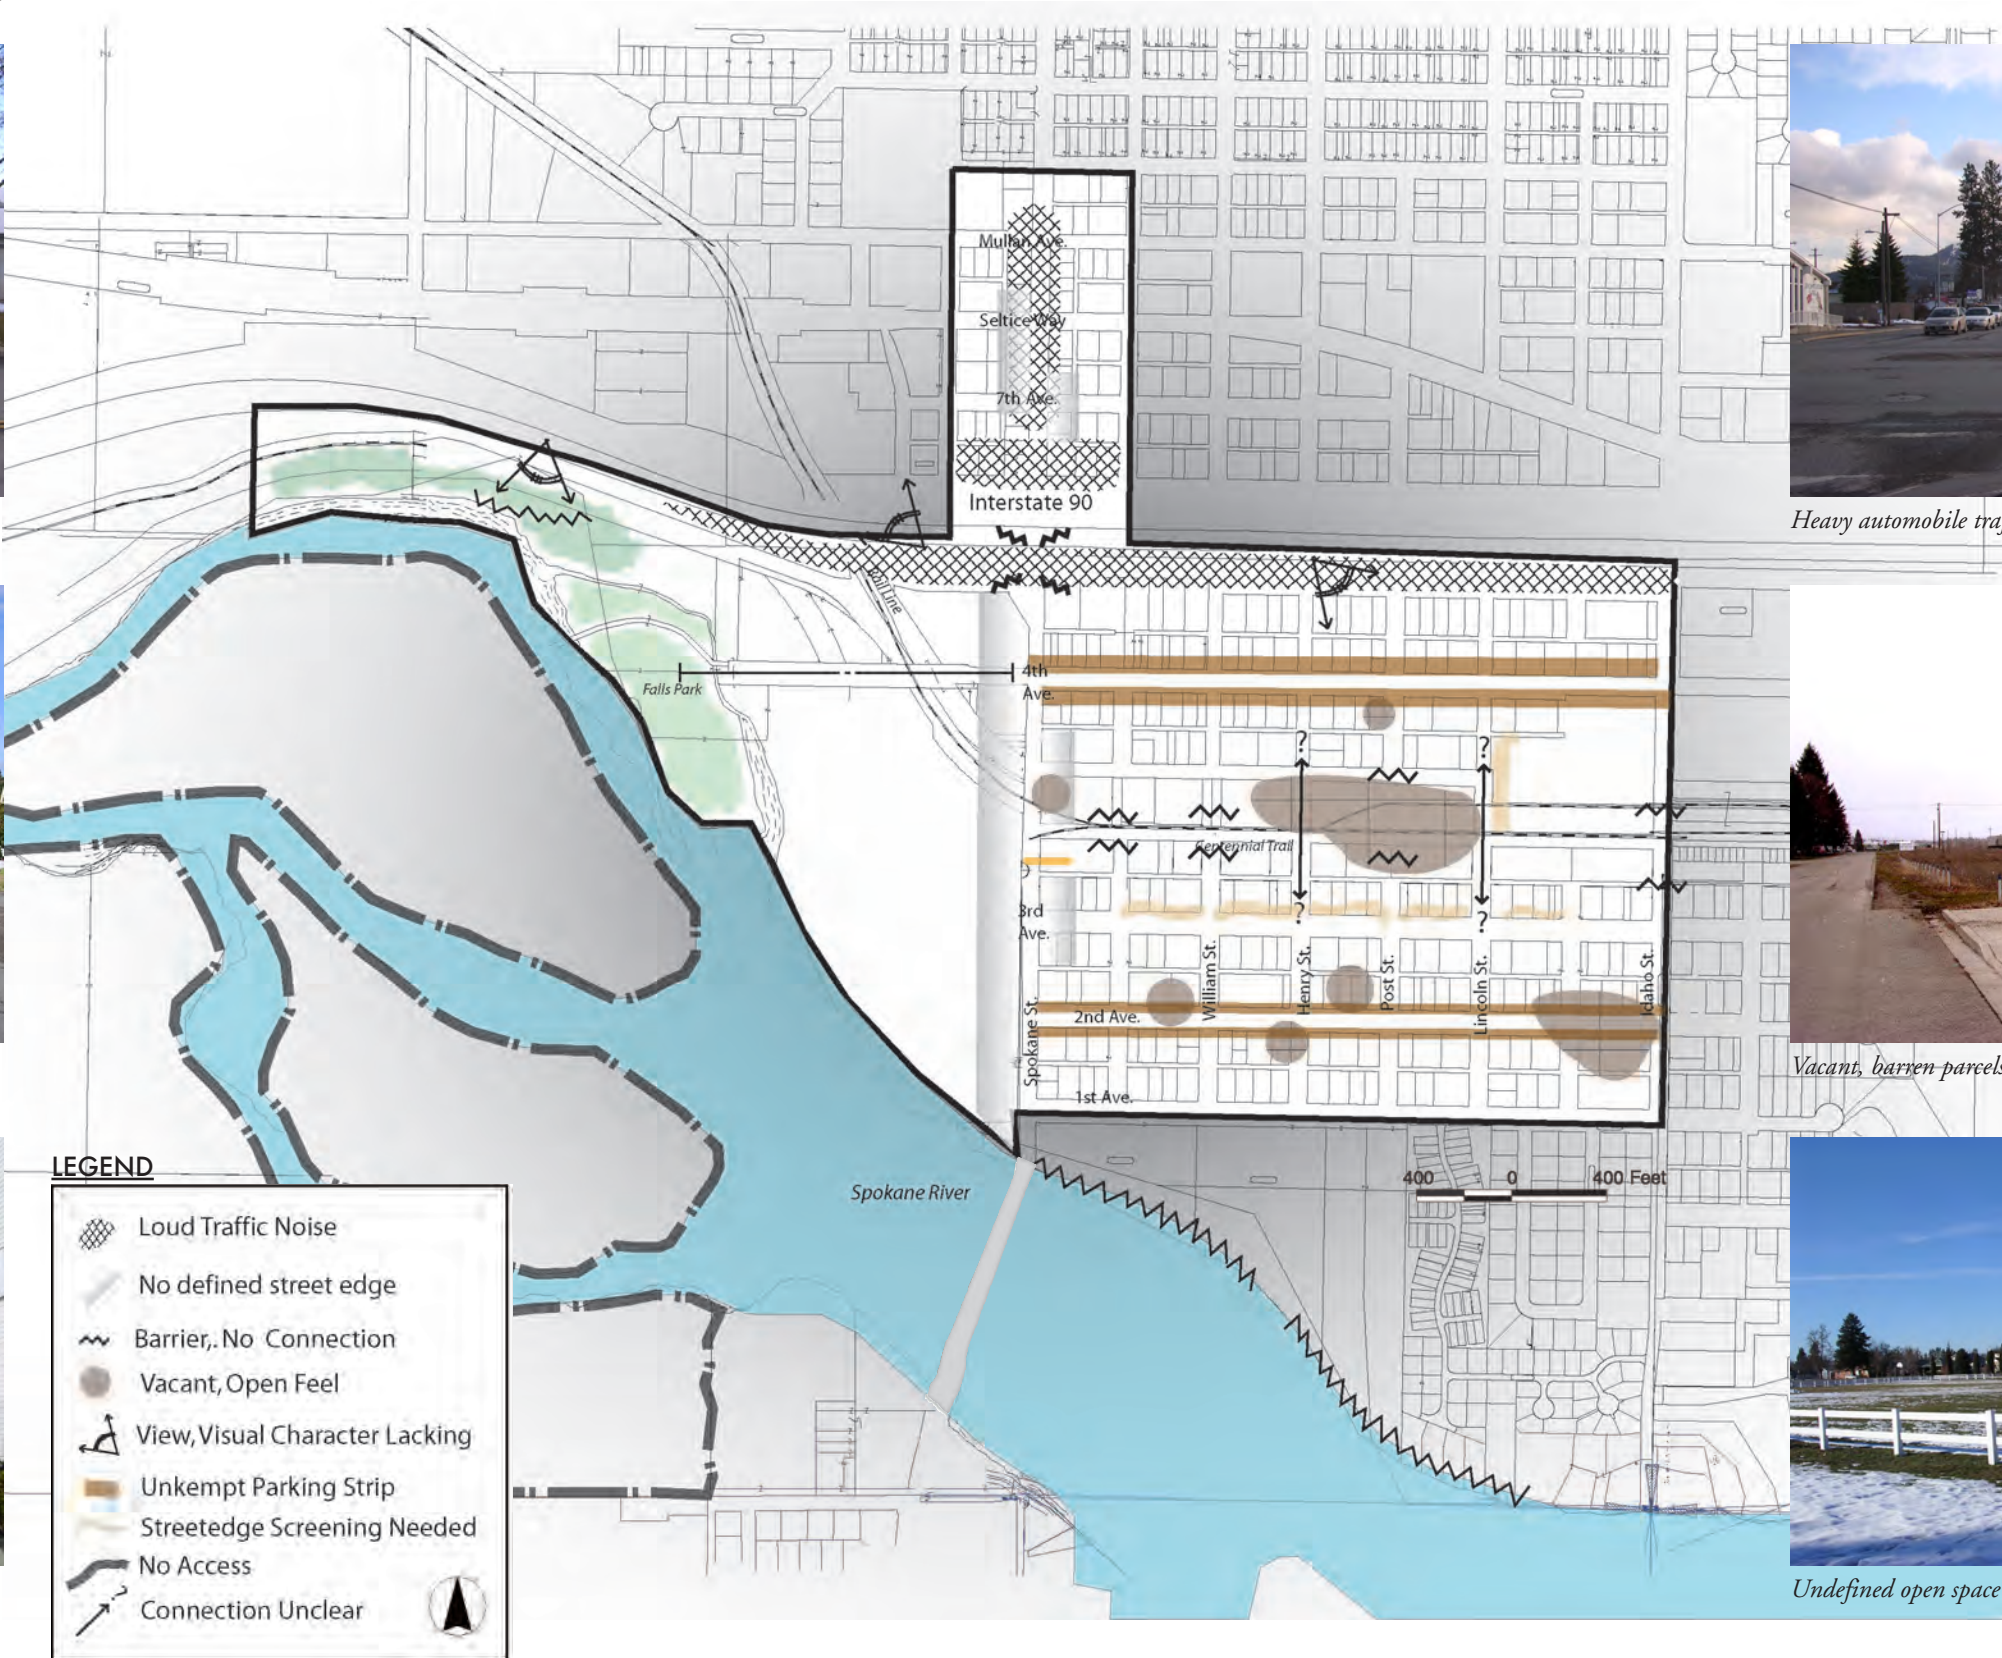 Mullan Ave.
Seltice Way
7th Ave.
Interstate 90
Heavy automobile
Rail Line
4th
Ave.
Falls Park
?
?
Centennial Trail
3rd
Ave.
?
?
William St.
Henry St.
Post St.
Lincoln St.
Idaho St.
Spokane St.
2nd Ave.
1st Ave.
Vacant, barren parcels
400 0 400 Feet
Spokane River
LEGEND
Loud Traffic Noise
No defined street edge
Barrier,. No Connection
Vacant, Open Feel
View, Visual Character Lacking
Unkempt Parking Strip
Streetedge Screening Needed
No Access
?
Connection Unclear
Undefined open space